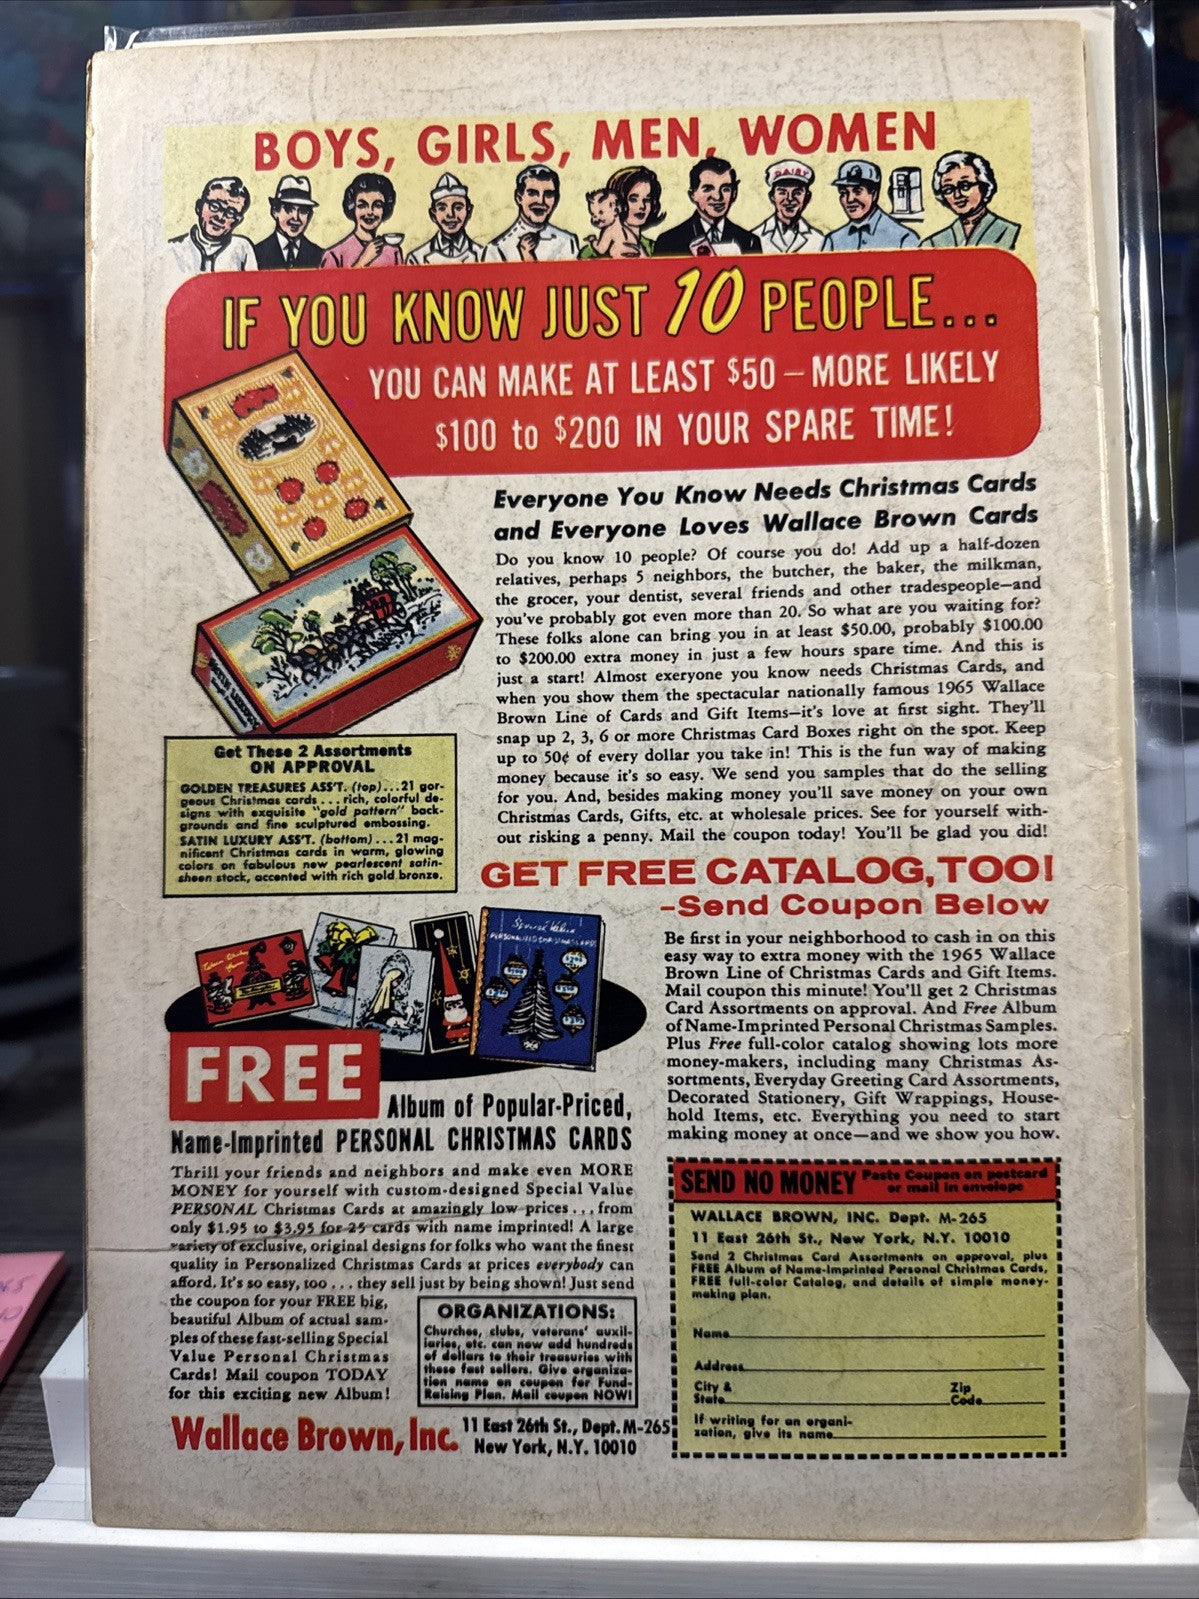 BOYS, GIRLS, MEN, WOMEN
DAIRY
IF YOU KNOW JUST 10 PEOPLE...
YOU CAN MAKE AT LEAST $50 – MORE LIKELY
$100 to $200 IN YOUR SPARE TIME!
Everyone You Know Needs Christmas Cards
and Everyone Loves Wallace Brown Cards
Do you know 10 people? Of course you do! Add up a half-dozen
relatives, perhaps 5 neighbors, the butcher, the baker, the milkman,
the grocer, your dentist, several friends and other tradespeople—and
you've probably got even more than 20. So what are you waiting for?
These folks alone can bring you in at least $50.00, probably $100.00
to $200.00 extra money in just a few hours spare time. And this is
just a start! Almost exeryone you know needs Christmas Cards, and
when you show them the spectacular nationally famous 1965 Wallace
Brown Line of Cards and Gift Items—it's love at first sight. They'll
snap up 2, 3, 6 or more Christmas Card Boxes right on the spot. Keep
up to 50¢ of every dollar you take in! This is the fun way of making
money because it's so easy. We send you samples that do the selling
for you. And, besides making money you'll save money on your own
Christmas Cards, Gifts, etc. at wholesale prices. See for yourself with-
out risking a penny. Mail the coupon today! You'll be glad you did!
SATIN LUXURY
Get These 2 Assortments
ON APPROVAL
GOLDEN TREASURES ASS'T. (top)...21 gor-
geous Christmas cards ... rich, colorful de-
signs with exquisite "gold pattern" back-
grounds and fine sculptured embossing.
SATIN LUXURY ASS'T. (bottom)...21 mag-
nificent Christmas cards in warm, glowing
colors on fabulous new pearlescent satin-
sheen stock, accented with rich gold bronze.
GET FREE CATALOG, TOO!
–Send Coupon Below
Be first in your neighborhood to cash in on this
easy way to extra money with the 1965 Wallace
Brown Line of Christmas Cards and Gift Items.
Mail coupon this minute! You'll get 2 Christmas
Card Assortments on approval. And Free Album
of Name-Imprinted Personal Christmas Samples.
Plus Free full-color catalog showing lots more
money-makers, including many Christmas As-
sortments, Everyday Greeting Card Assortments,
Decorated Stationery, Gift Wrappings, House-
hold Items, etc. Everything you need to start
making money at once—and we show you how.
Special Value
PERSONALIZED CHRISTMAS CARDS
FREE
Album of Popular-Priced,
Name-Imprinted PERSONAL CHRISTMAS CARDS
Thrill your friends and neighbors and make even MORE
MONEY for yourself with custom-designed Special Value
PERSONAL Christmas Cards at amazingly low prices...from
only $1.95 to $3.95 for 25 cards with name imprinted! A large
variety of exclusive, original designs for folks who want the finest
quality in Personalized Christmas Cards at prices everybody can
afford. It's so easy, too ... they sell just by being shown! Just send
the coupon for your FREE big,
beautiful Album of actual sam-
ples of these fast-selling Special
Value Personal Christmas
Cards! Mail coupon TODAY
for this exciting new Album!
ORGANIZATIONS:
Churches, clubs, veterans' auxil-
iaries, etc. can now add hundreds
of dollars to their treasuries with
these fast sellers. Give organiza-
tion name on coupon for Fund-
Raising Plan. Mail coupon NOW!
Wallace Brown, Inc. 11 East 26th St., Dept. M-265
New York, N.Y. 10010
SEND NO MONEY Paste Coupon on postcard
or mail in envelope
WALLACE BROWN, INC. Dept. M-265
11 East 26th St., New York, N.Y. 10010
Send 2 Christmas Card Assortments on approval, plus
FREE Album of Name-Imprinted Personal Christmas Cards,
FREE full-color Catalog, and details of simple money-
making plan.
Name
Address
City & Zip
State Code
If writing for an organi-
zation, give its name